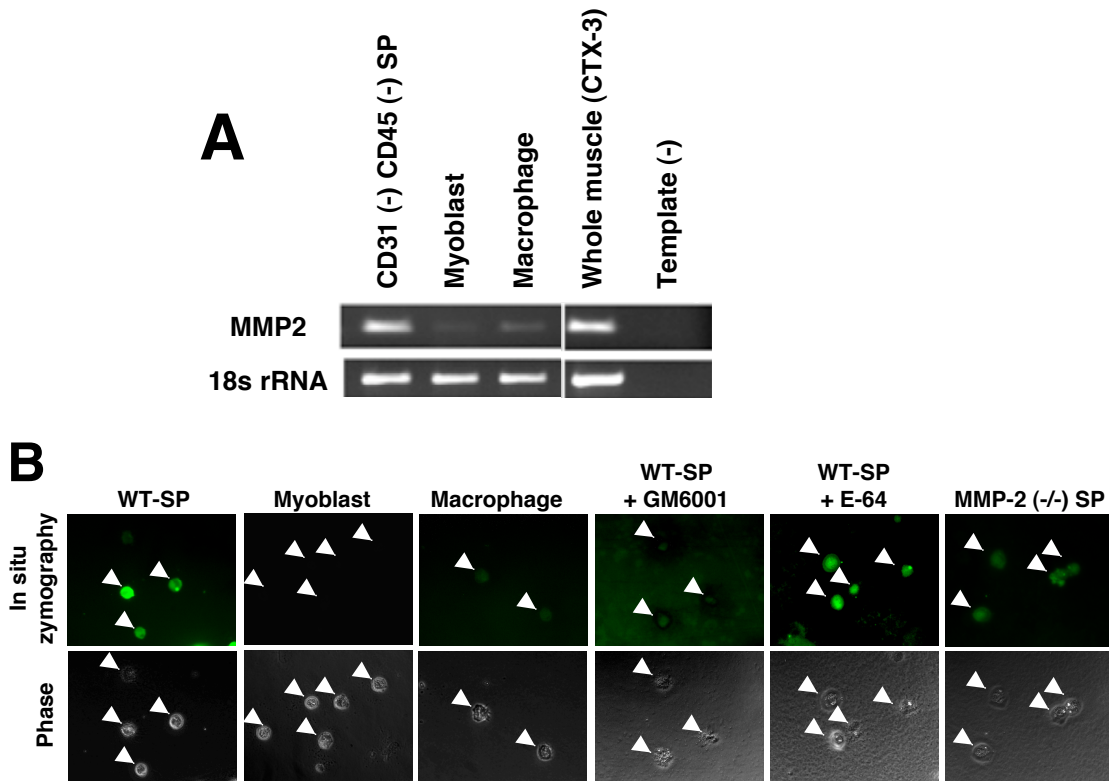 A
CD31 (-) CD45 (-) SP
Myoblast
Macrophage
Whole muscle (CTX-3)
Template (-)
MMP2
18s rRNA
B
WT-SP
Myoblast
Macrophage
WT-SP
+ GM6001
WT-SP
+ E-64
MMP-2 (-/-) SP
In situ
zymography
Phase